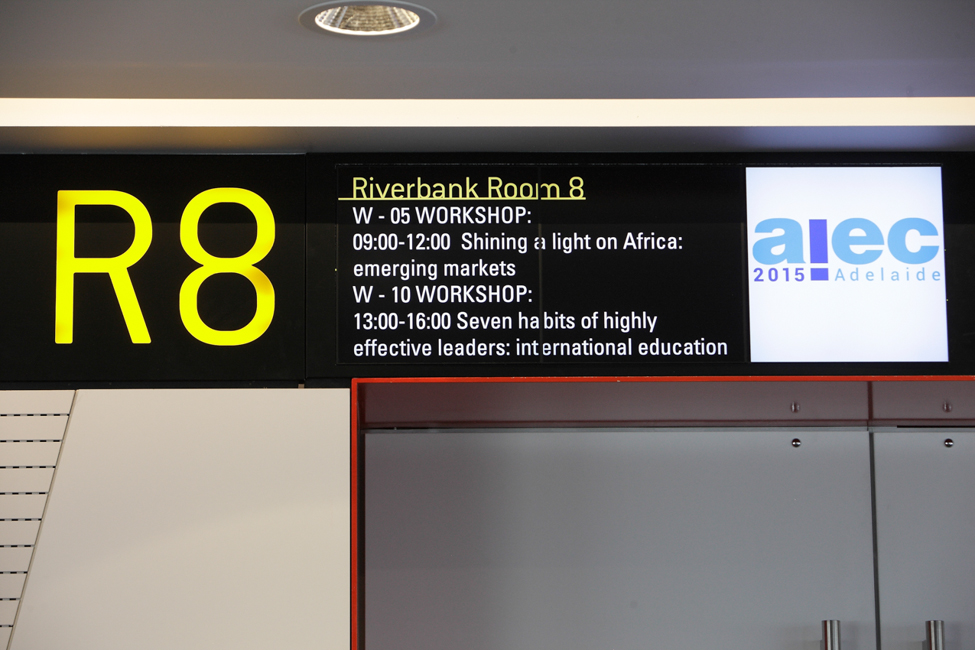 R8
Riverbank Room 8
W - 05 WORKSHOP:
09:00-12:00 Shining a light on Africa:
emerging markets
W - 10 WORKSHOP:
13:00-16:00 Seven habits of highly
effective leaders: international education
aiec
2015 Adelaide